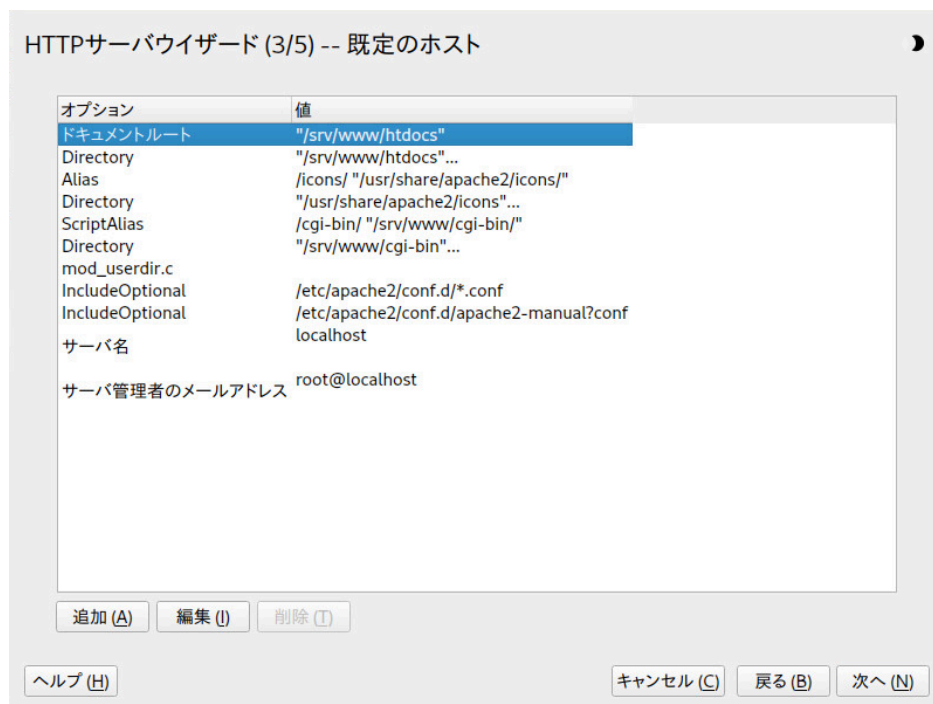 HTTPサーバウイザード (3/5) -- 既定のホスト
オプション 値
ドキュメントルート "/srv/www/htdocs"
Directory "/srv/www/htdocs"...
Alias /icons/ "/usr/share/apache2/icons/"
Directory "/usr/share/apache2/icons"...
ScriptAlias /cgi-bin/ "/srv/www/cgi-bin/"
Directory "/srv/www/cgi-bin"...
mod_userdir.c
IncludeOptional /etc/apache2/conf.d/*.conf
IncludeOptional /etc/apache2/conf.d/apache2-manual?conf
サーバ名 localhost
サーバ管理者のメールアドレス root@localhost
追加 (A) 編集 (I) 削除 (T)
ヘルプ (H) キャンセル (C) 戻る (B) 次へ (N)